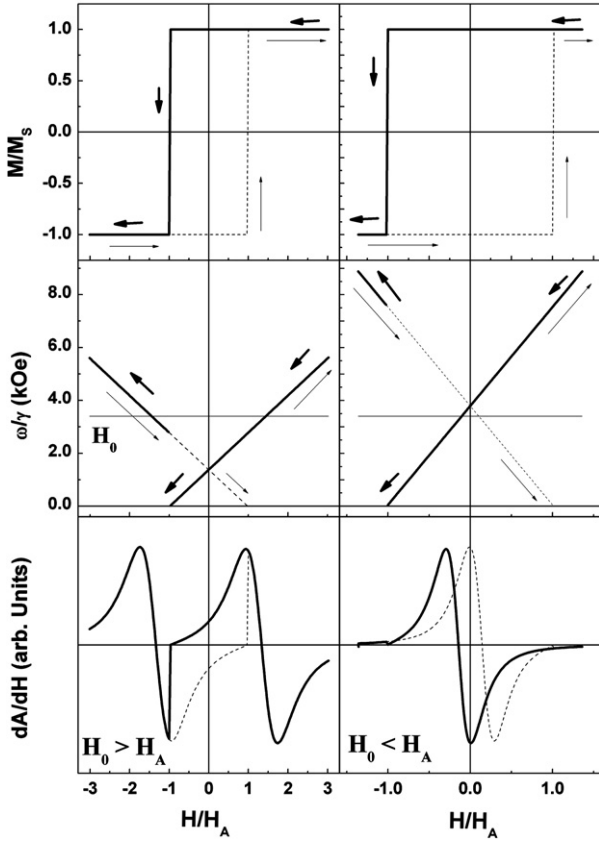 1.0
0.5
0.0
-0.5
-1.0
M/M_S
8.0
6.0
4.0
2.0
0.0
ω/γ (kOe)
H_0
dA/dH (arb. Units)
H_0 > H_A
H_0 < H_A
-3 -2 -1 0 1 2 3
-1.0 0.0 1.0
H/H_A
H/H_A